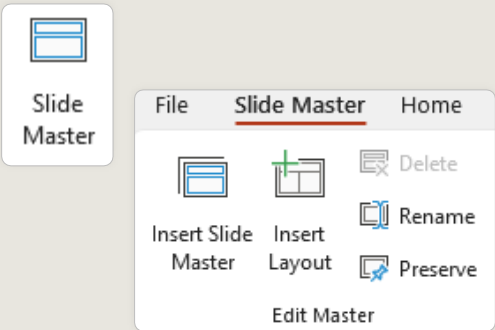 Slide
Master
File Slide Master Home
Insert Slide
Master
Insert
Layout
Delete
Rename
Preserve
Edit Master